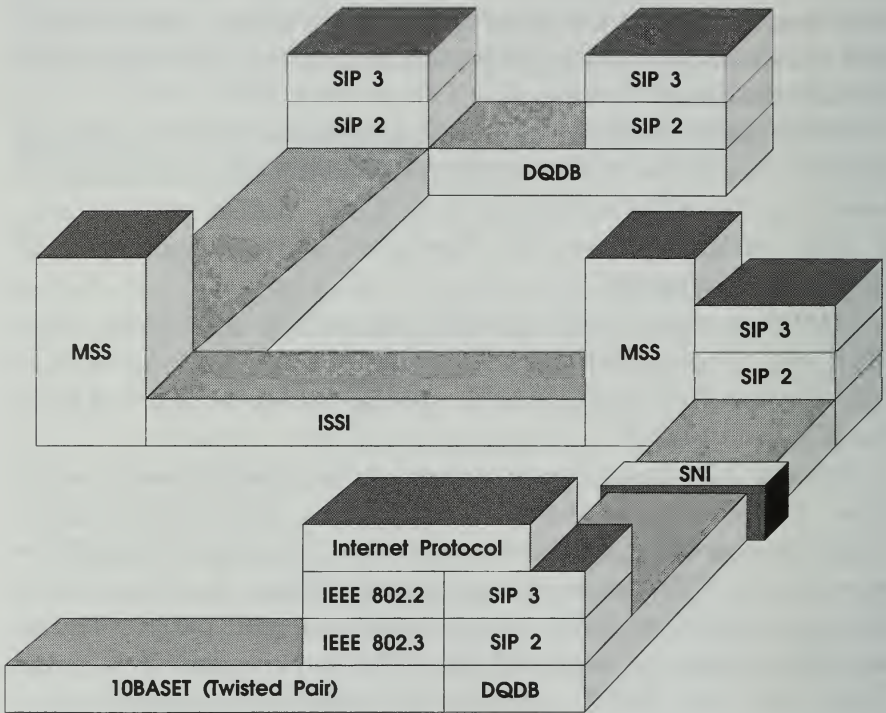 SIP 3
SIP 3
SIP 2
SIP 2
DQDB
MSS
MSS
SIP 3
SIP 2
ISSI
SNI
Internet Protocol
IEEE 802.2
SIP 3
IEEE 802.3
SIP 2
10BASET (Twisted Pair)
DQDB